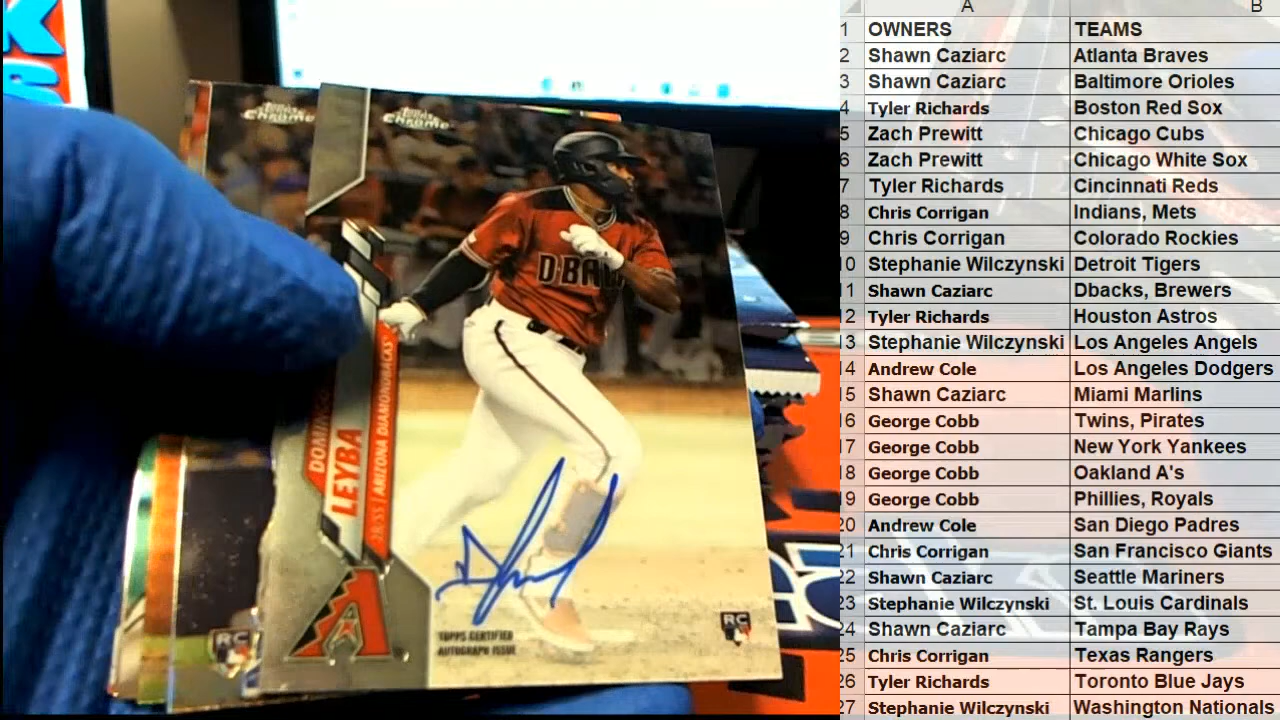 Topps
Chrome
Topps
Chrome
DBA
DOMINGO
LEYBA
2B/SS | ARIZONA DIAMONDBACKS
TOPPS CERTIFIED
AUTOGRAPH ISSUE
RC
RC
A B
1 OWNERS TEAMS
2 Shawn Caziarc Atlanta Braves
3 Shawn Caziarc Baltimore Orioles
4 Tyler Richards Boston Red Sox
5 Zach Prewitt Chicago Cubs
6 Zach Prewitt Chicago White Sox
7 Tyler Richards Cincinnati Reds
8 Chris Corrigan Indians, Mets
9 Chris Corrigan Colorado Rockies
10 Stephanie Wilczynski Detroit Tigers
11 Shawn Caziarc Dbacks, Brewers
12 Tyler Richards Houston Astros
13 Stephanie Wilczynski Los Angeles Angels
14 Andrew Cole Los Angeles Dodgers
15 Shawn Caziarc Miami Marlins
16 George Cobb Twins, Pirates
17 George Cobb New York Yankees
18 George Cobb Oakland A's
19 George Cobb Phillies, Royals
20 Andrew Cole San Diego Padres
21 Chris Corrigan San Francisco Giants
22 Shawn Caziarc Seattle Mariners
23 Stephanie Wilczynski St. Louis Cardinals
24 Shawn Caziarc Tampa Bay Rays
25 Chris Corrigan Texas Rangers
26 Tyler Richards Toronto Blue Jays
27 Stephanie Wilczynski Washington Nationals